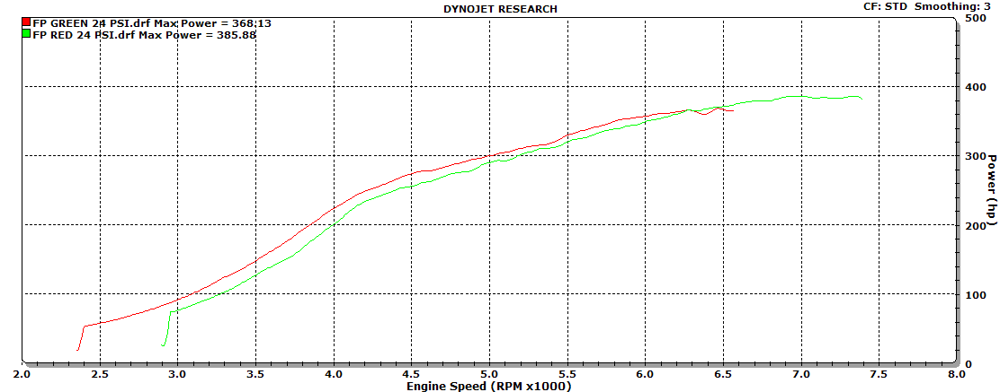 DYNOJET RESEARCH
CF: STD Smoothing: 3
FP GREEN 24 PSI.drf Max Power = 368.13
FP RED 24 PSI.drf Max Power = 385.88
500
400
300
200
100
0
Power (hp)
2.0 2.5 3.0 3.5 4.0 4.5 5.0 5.5 6.0 6.5 7.0 7.5 8.0
Engine Speed (RPM x1000)